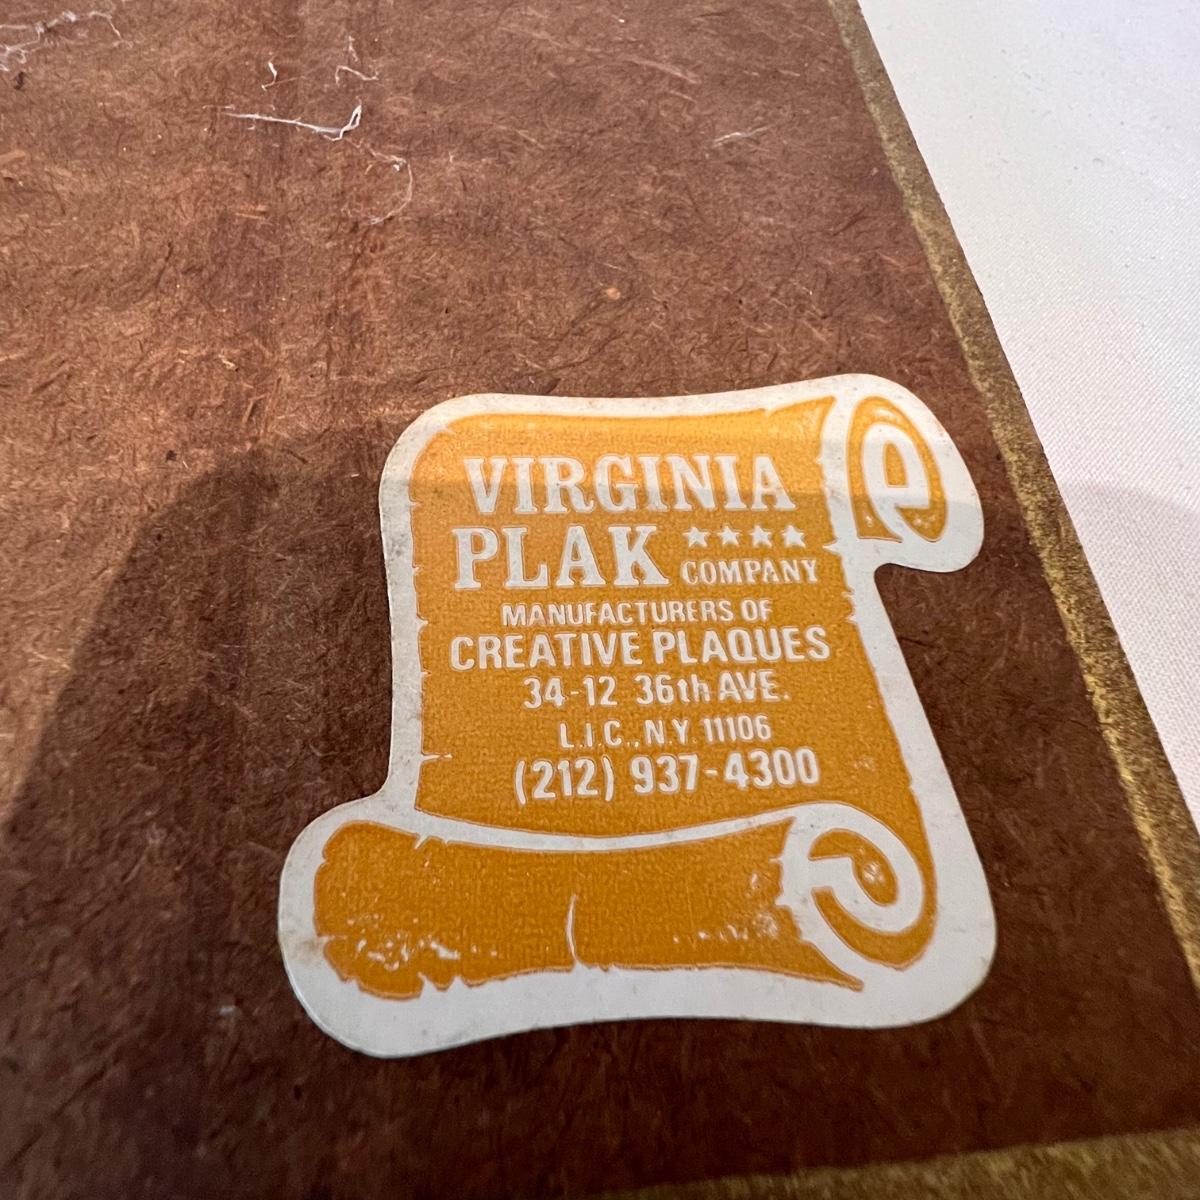 VIRGINIA
PLAK ★★★★ COMPANY
MANUFACTURERS OF
CREATIVE PLAQUES
34-12 36th AVE.
L.I.C., N.Y. 11106
(212) 937-4300